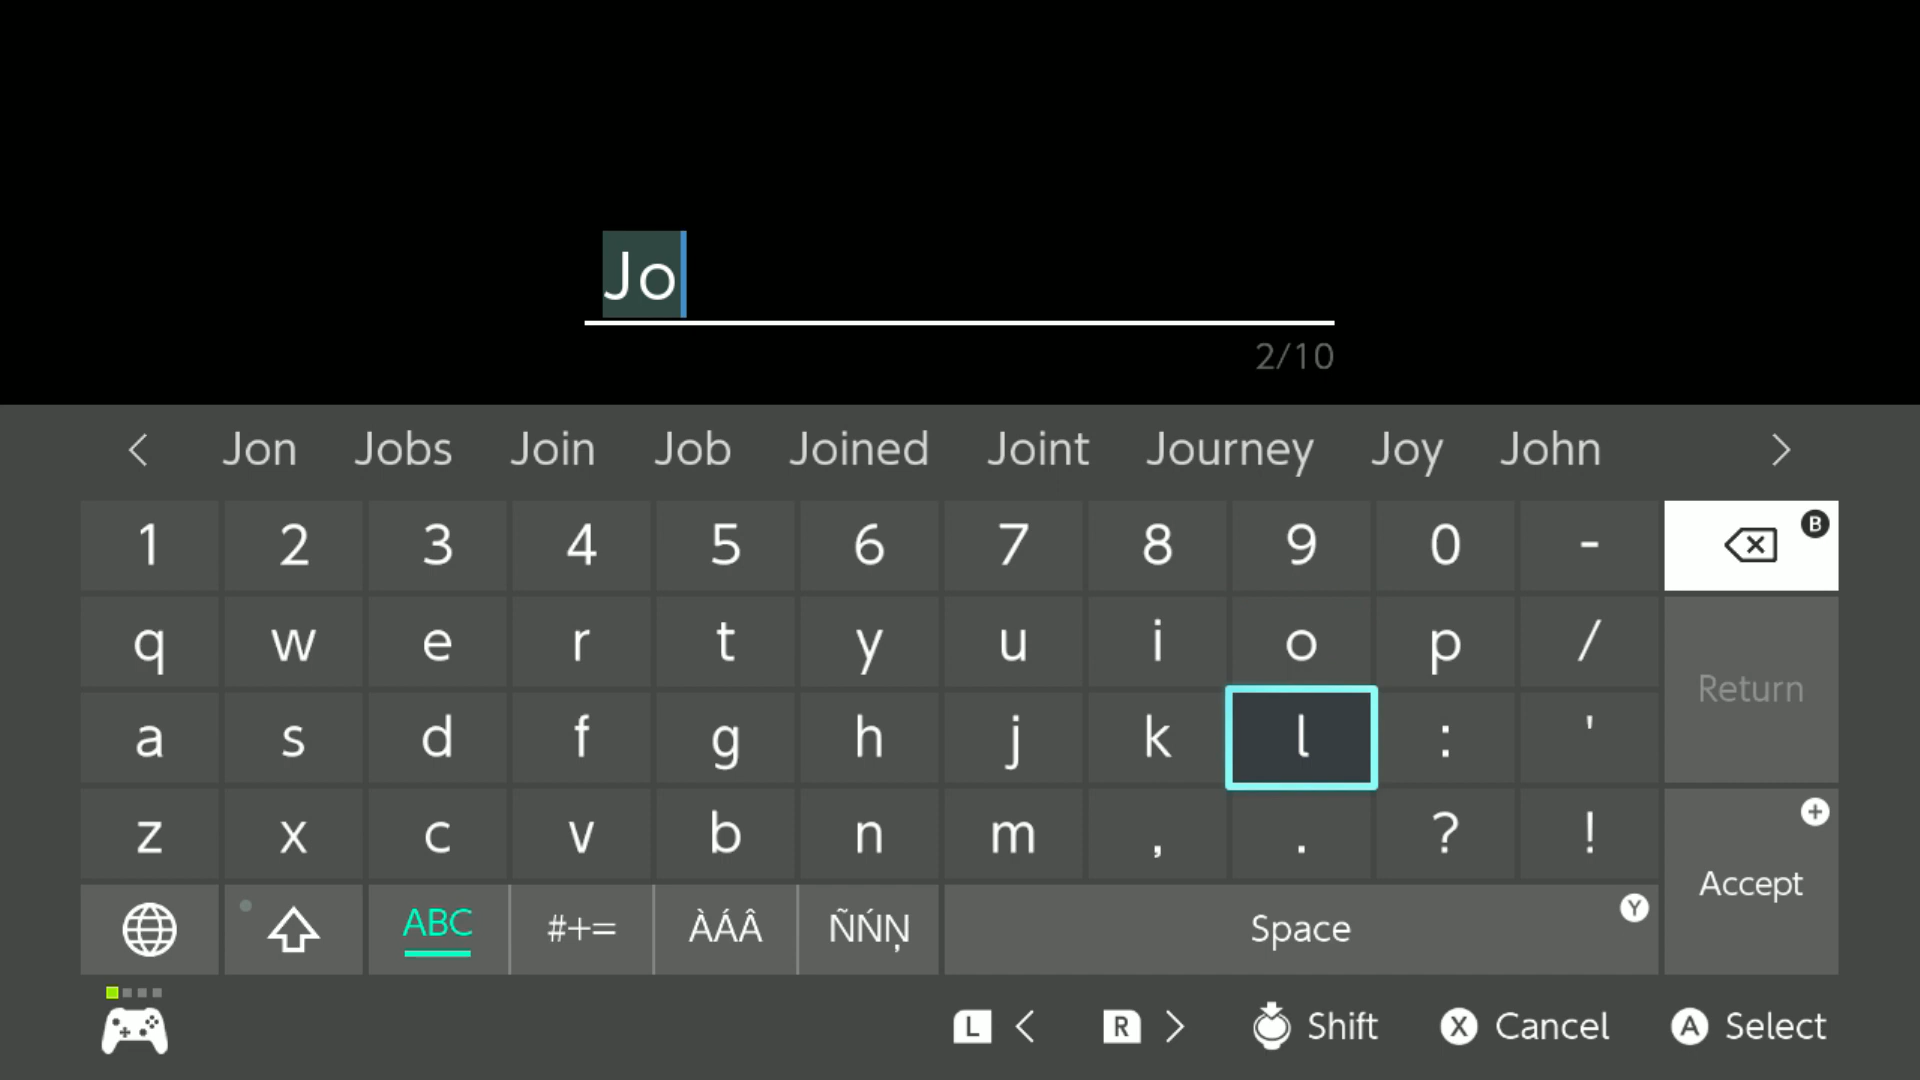 Jo
2/10
< Jon Jobs Join Job Joined Joint Journey Joy John >
1 2 3 4 5 6 7 8 9 0 - B
q w e r t y u i o p /
Return
a s d f g h j k l : '
z x c v b n m , . ? ! +
Accept
ABC #+= ÀÁÂ ÑŃŅ Space Y
L < R > Shift X Cancel A Select